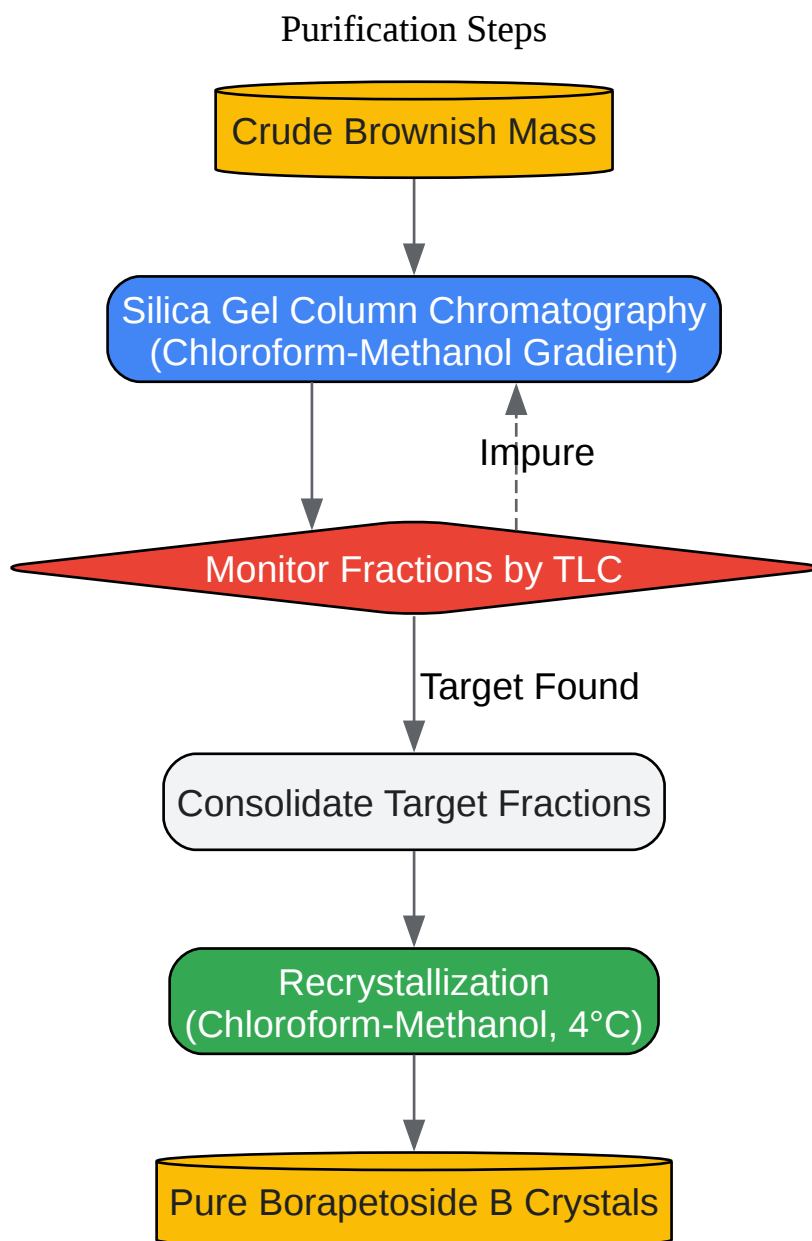 Purification Steps
Crude Brownish Mass
Silica Gel Column Chromatography
(Chloroform-Methanol Gradient)
Impure
Monitor Fractions by TLC
Target Found
Consolidate Target Fractions
Recrystallization
(Chloroform-Methanol, 4°C)
Pure Borapetoside B Crystals